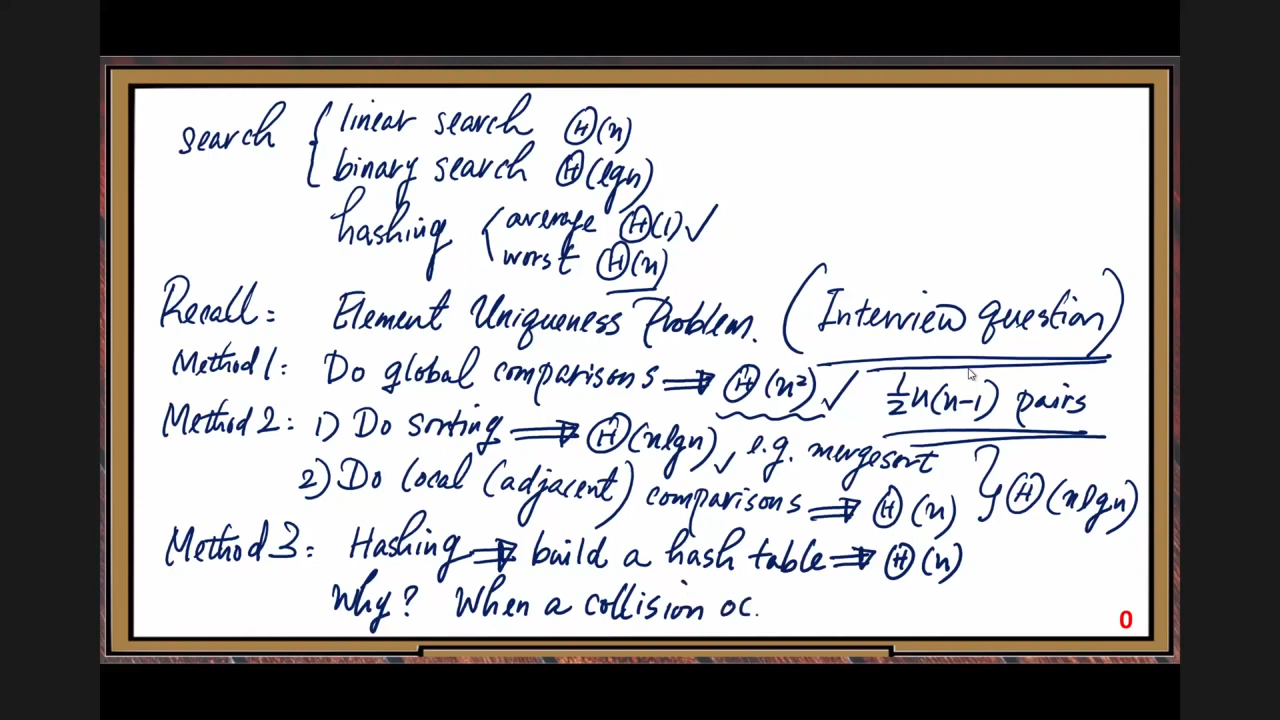 search { linear search Θ(n)
binary search Θ(lgn)
hashing { average Θ(1) ✓
worst Θ(n)
Recall: Element Uniqueness Problem. (Interview question)
Method 1: Do global comparisons ⇒ Θ(n²) ✓ ½n(n-1) pairs
Method 2: 1) Do sorting ⇒ Θ(nlgn), e.g. mergesort
2) Do local (adjacent) comparisons ⇒ Θ(n) } Θ(nlgn)
Method 3: Hashing ⇒ build a hash table ⇒ Θ(n)
Why? When a collision oc.
0